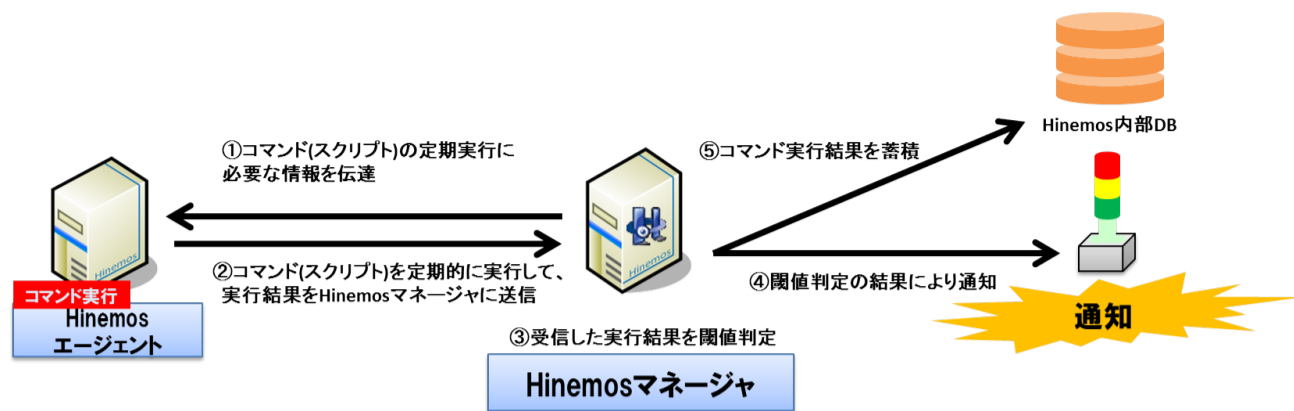 ①コマンド(スクリプト)の定期実行に
必要な情報を伝達
②コマンド(スクリプト)を定期的に実行して、
実行結果をHinemosマネージャに送信
Hinemos
コマンド実行
Hinemos
エージェント
Hinemos
③受信した実行結果を閾値判定
Hinemosマネージャ
⑤コマンド実行結果を蓄積
④閾値判定の結果により通知
Hinemos内部DB
通知